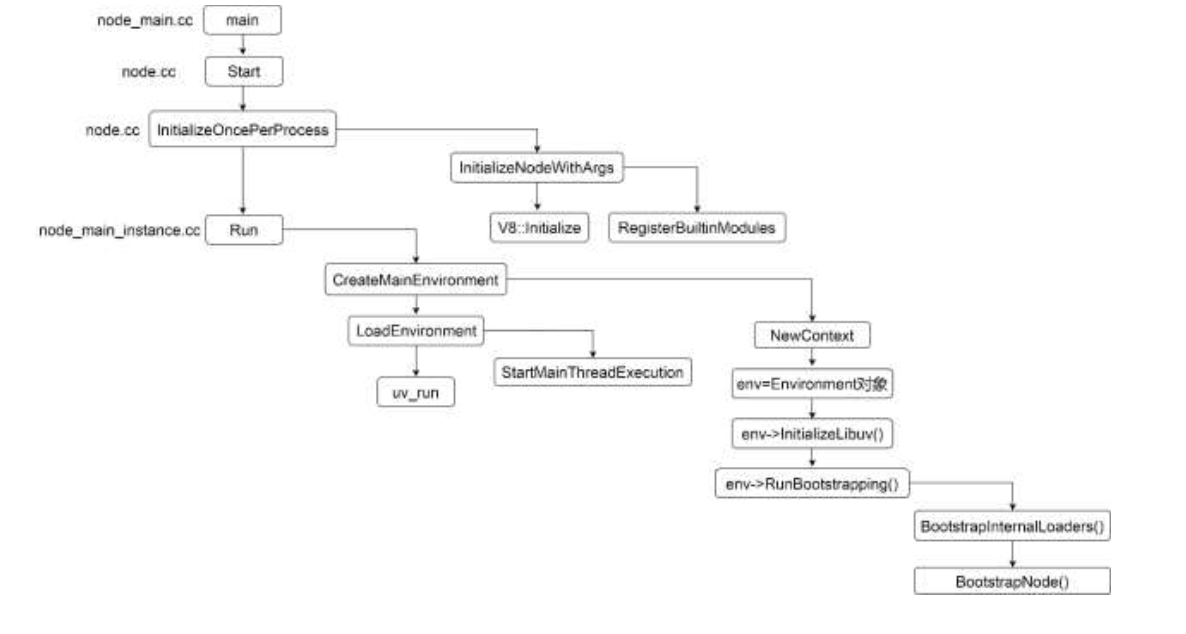 node_main.cc main
node.cc Start
node.cc InitializeOncePerProcess
InitializeNodeWithArgs
V8::Initialize RegisterBuiltinModules
node_main_instance.cc Run
CreateMainEnvironment
LoadEnvironment NewContext
StartMainThreadExecution
uv_run env=Environment对象
env->InitializeLibuv()
env->RunBootstrapping()
BootstrapInternalLoaders()
BootstrapNode()